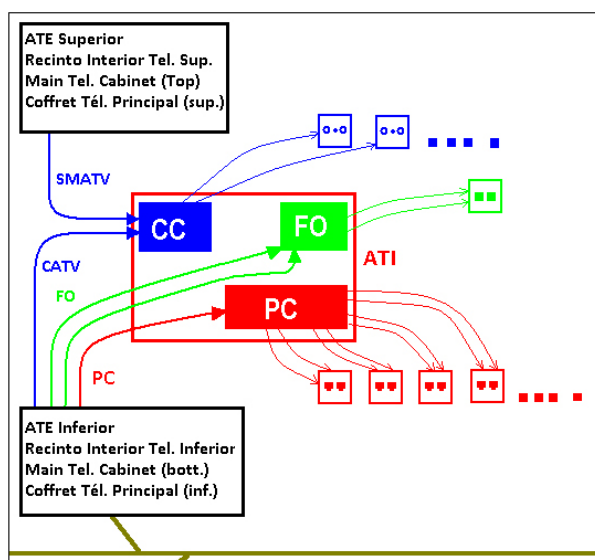 ATE Superior
Recinto Interior Tel. Sup.
Main Tel. Cabinet (Top)
Coffret Tél. Principal (sup.)
SMATV
CC
FO
CATV
ATI
FO
PC
PC
ATE Inferior
Recinto Interior Tel. Inferior
Main Tel. Cabinet (bott.)
Coffret Tél. Principal (inf.)